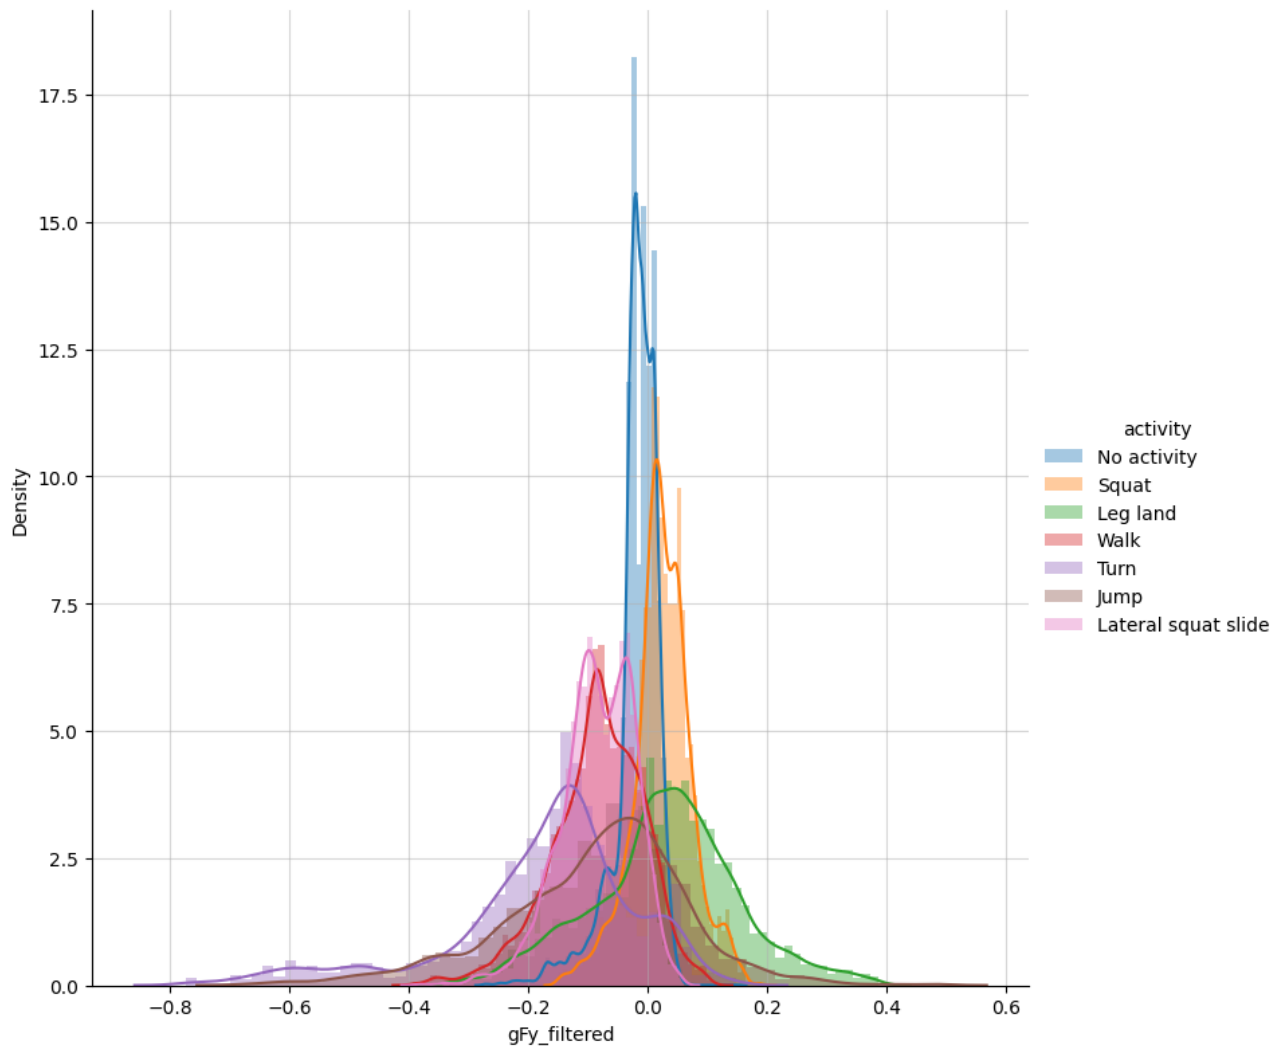 17.5
15.0
12.5
10.0
7.5
5.0
2.5
0.0
Density
−0.8
−0.6
−0.4
−0.2
0.0
0.2
0.4
0.6
gFy_filtered
activity
No activity
Squat
Leg land
Walk
Turn
Jump
Lateral squat slide